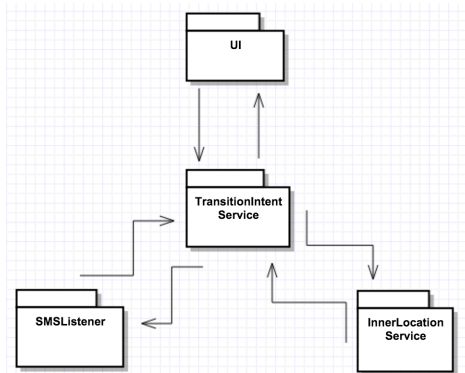 UI
TransitionIntent
Service
SMSListener
InnerLocation
Service